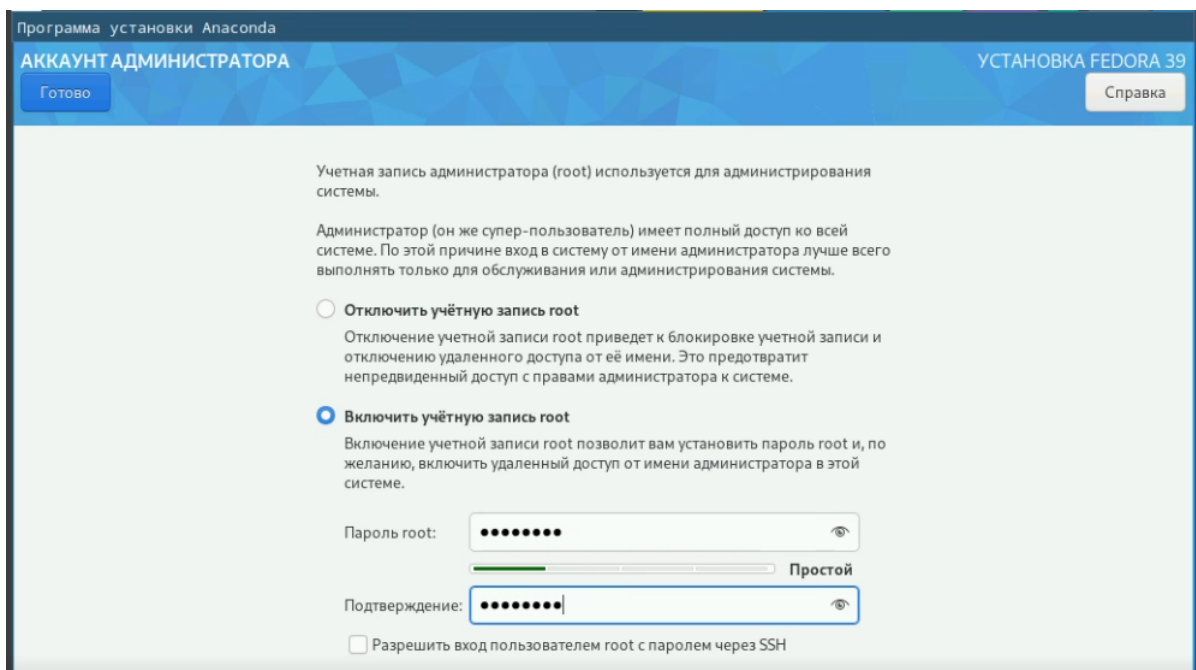 Программа установки Anaconda
АККАУНТ АДМИНИСТРАТОРА
УСТАНОВКА FEDORA 39
Готово
Справка
Учетная запись администратора (root) используется для администрирования
системы.
Администратор (он же супер-пользователь) имеет полный доступ ко всей
системе. По этой причине вход в систему от имени администратора лучше всего
выполнять только для обслуживания или администрирования системы.
Отключить учётную запись root
Отключение учетной записи root приведет к блокировке учетной записи и
отключению удаленного доступа от её имени. Это предотвратит
непредвиденный доступ с правами администратора к системе.
Включить учётную запись root
Включение учетной записи root позволит вам установить пароль root и, по
желанию, включить удаленный доступ от имени администратора в этой
системе.
Пароль root: ●●●●●●●●
Простой
Подтверждение: ●●●●●●●●
Разрешить вход пользователем root с паролем через SSH